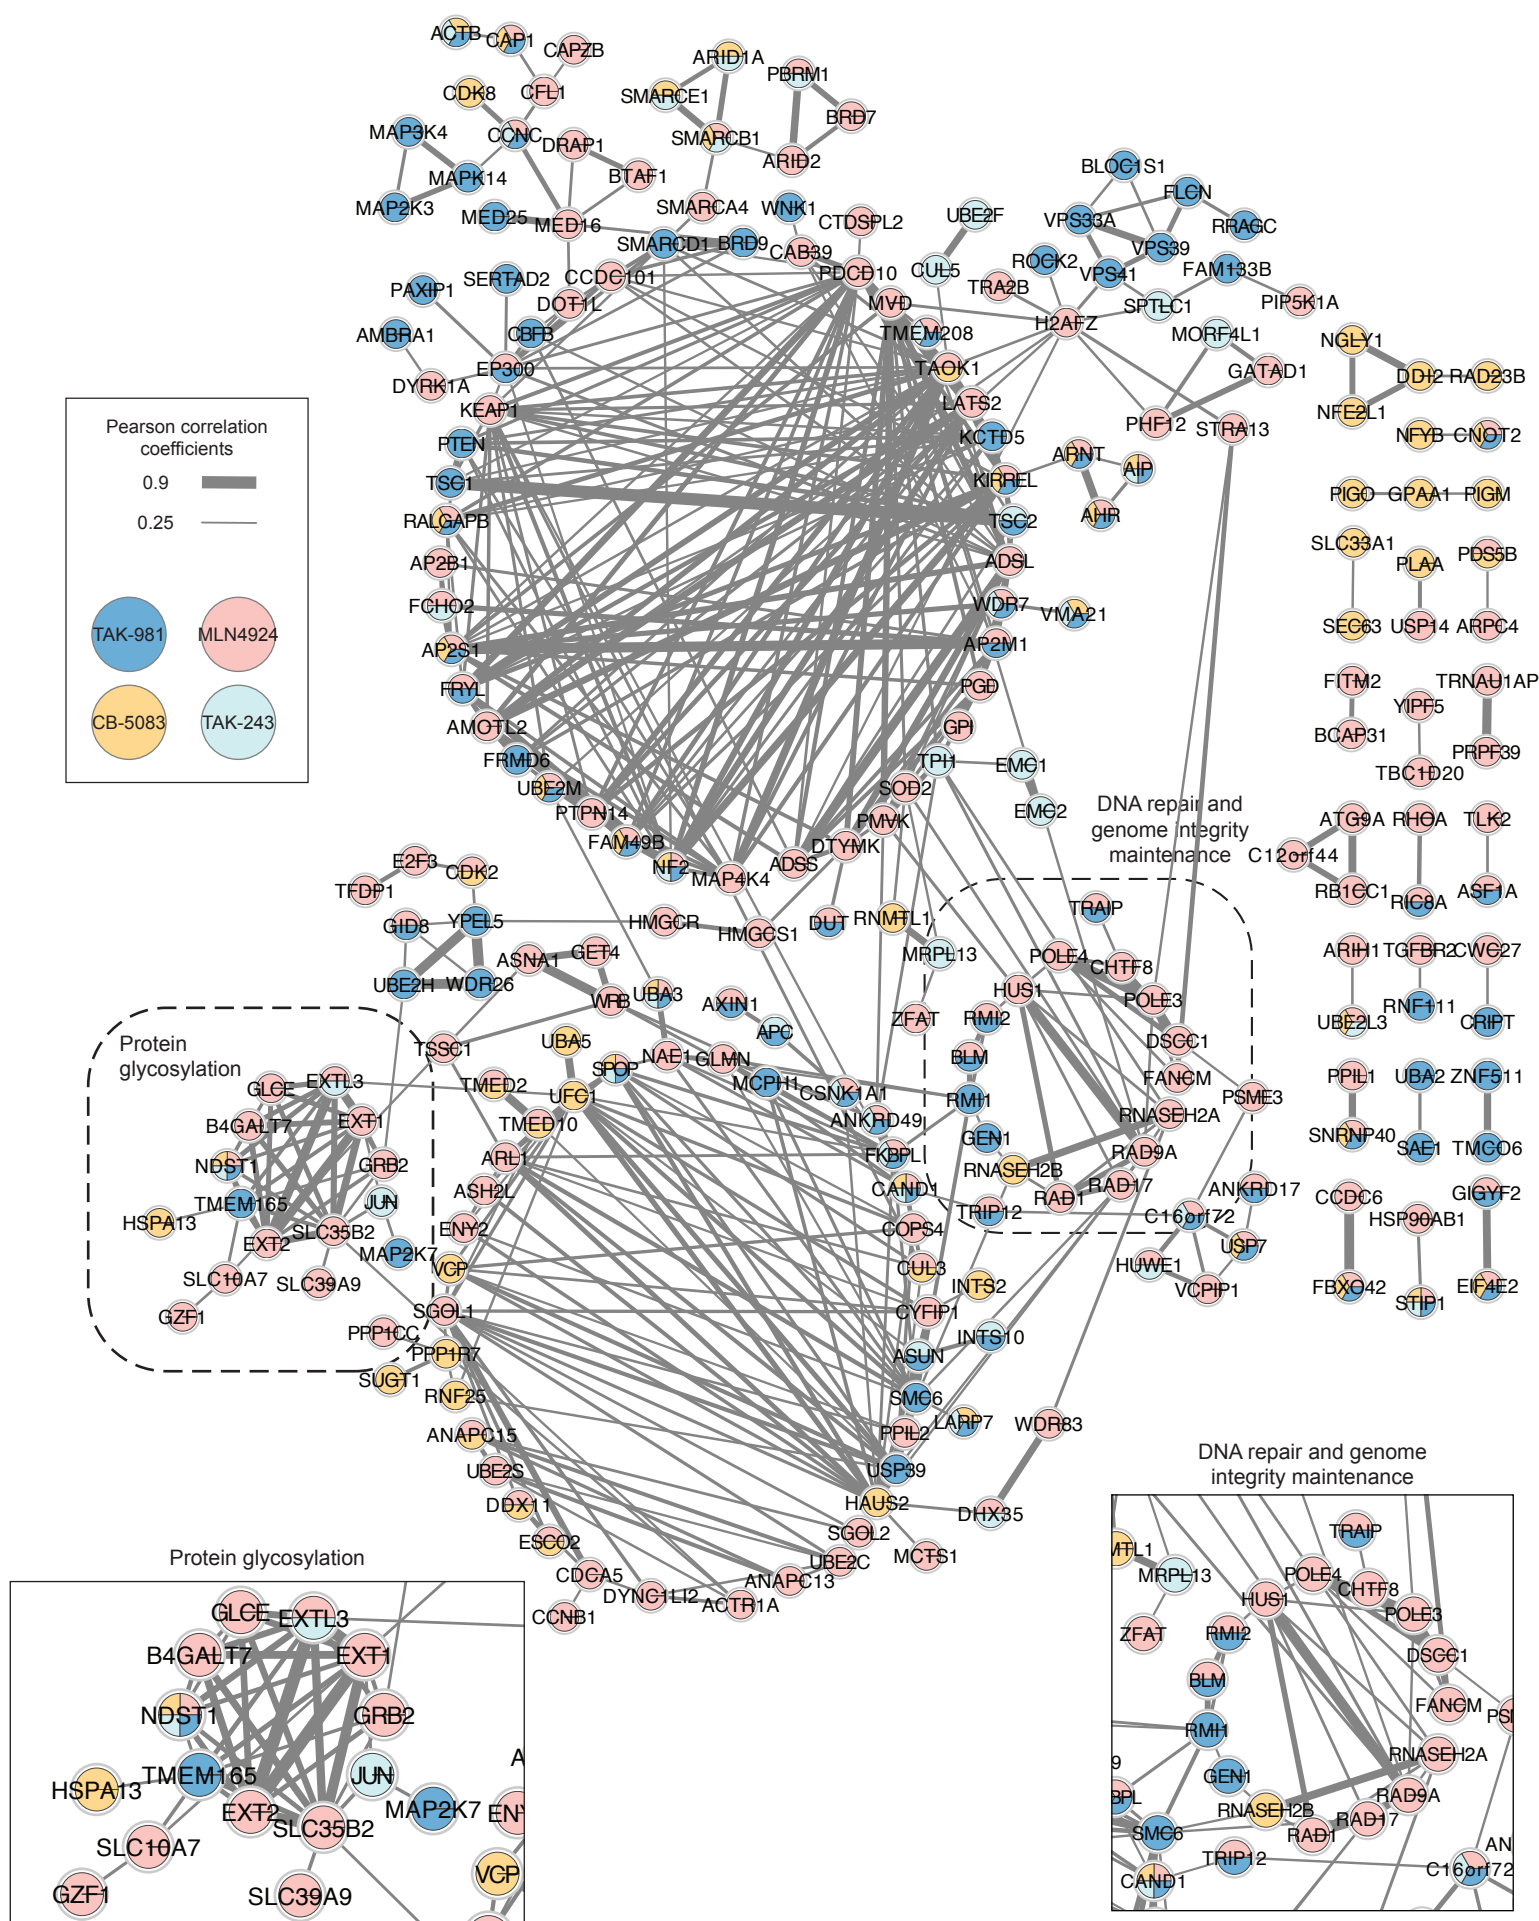 ACTB
CAP1
CAPZB
ARID1A
PBRM1
CDK8
CFL1
SMARCE1
BRD7
MAP3K4
CCNC
DRAP1
SMARCB1
ARID2
MAPK14
BTAF1
BLOC1S1
FLCN
MAP2K3
MED25
MED16
SMARCA4
WNK1
CTDSPL2
UBE2F
VPS33A
RRAGC
SMARCD1
BRD9
CAB39
VPS39
PAXIP1
SERTAD2
CCDC101
PDCD10
CUL5
ROCK2
VPS41
FAM133B
DOT1L
MVD
TRA2B
SPTLC1
PIP5K1A
AMBRA1
CBFB
TMEM208
H2AFZ
MORF4L1
NGLY1
DYRK1A
EP300
TAOK1
GATAD1
DDI2
RAD23B
KEAP1
LATS2
PHF12
STRA13
NFE2L1
Pearson correlation
coefficients
0.9
0.25
PTEN
KCTD5
ARNT
AIP
NFYB
CNOT2
TSC1
KIRREL
AHR
PIGO
GPAA1
PIGM
RALGAPB
TSC2
SLC33A1
PLAA
PDS5B
AP2B1
ADSL
FCHO2
WDR7
VMA21
SEC63
USP14
ARPC4
TAK-981
MLN4924
AP2S1
AP2M1
FRYL
PGD
FITM2
YIPF5
TRNAU1AP
CB-5083
TAK-243
AMOTL2
GPI
BCAP31
TBC1D20
PRPF39
FRMD6
TPI1
EMC1
UBE2M
SOD2
EMC2
DNA repair and
genome integrity
maintenance
PTPN14
PMVK
ATG9A
RHOA
TLK2
FAM49B
NF2
MAP4K4
ADSS
DTYMK
C12orf44
RB1CC1
RIC8A
ASF1A
E2F3
CDK2
TFDP1
GID8
YPEL5
HMGCR
HMGCS1
DUT
RNMTL1
TRAIP
MRPL13
POLE4
CHTF8
ARIH1
TGFBR2
CWC27
ASNA1
GET4
UBE2H
WDR26
WRB
UBA3
AXIN1
HUS1
POLE3
ZFAT
RMI2
UBE2L3
RNF111
CRIPT
APC
DSCC1
Protein
glycosylation
TSSC1
UBA5
NAE1
GLMN
BLM
FANCM
PSME3
PPIL1
UBA2
ZNF511
GLCE
EXTL3
TMED2
SPOP
UFC1
MCPH1
CSNK1A1
RMI1
RNASEH2A
B4GALT7
EXT1
TMED10
ANKRD49
GEN1
RAD9A
SNRNP40
SAE1
TMCO6
NDST1
GRB2
ARL1
FKBPL
RNASEH2B
TMEM165
JUN
ASH2L
CAND1
RAD1
RAD17
ANKRD17
CCDC6
HSP90AB1
GIGYF2
HSPA13
EXT2
SLC35B2
ENY2
COPS4
TRIP12
C16orf72
MAP2K7
VCP
CUL3
HUWE1
USP7
SLC10A7
SLC39A9
INTS2
VCPIP1
FBXO42
STIP1
EIF4E2
GZF1
SGOL1
CYFIP1
PPP1CC
PPP1R7
INTS10
ASUN
SUGT1
RNF25
SMC6
ANAPC15
PPIL2
LARP7
WDR83
UBE2S
USP39
DDX11
HAUS2
DHX35
ESCO2
SGOL2
CDCA5
UBE2C
MCTS1
DYNC1LI2
ANAPC13
CCNB1
ACTR1A
Protein glycosylation
GLCE
EXTL3
B4GALT7
EXT1
NDST1
GRB2
HSPA13
TMEM165
JUN
A
EXT2
SLC35B2
MAP2K7
EN
SLC10A7
VCP
GZF1
SLC39A9
DNA repair and genome
integrity maintenance
TRAIP
MTL1
MRPL13
POLE4
CHTF8
HUS1
POLE3
ZFAT
RMI2
DSCC1
BLM
FANCM
PS
RMI1
RNASEH2A
9
GEN1
RAD9A
BPL
RNASEH2B
SMC6
RAD1
RAD17
TRIP12
AN
CAND1
C16orf72